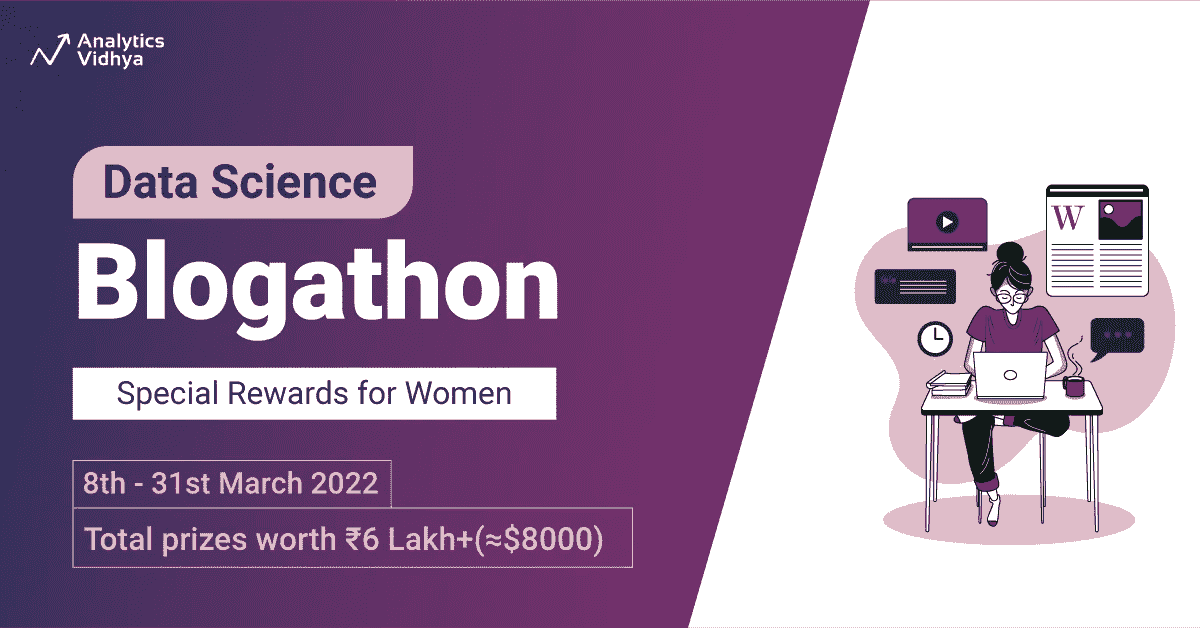 Analytics
Vidhya
Data Science
Blogathon
Special Rewards for Women
8th - 31st March 2022
Total prizes worth ₹6 Lakh+(≈$8000)
W